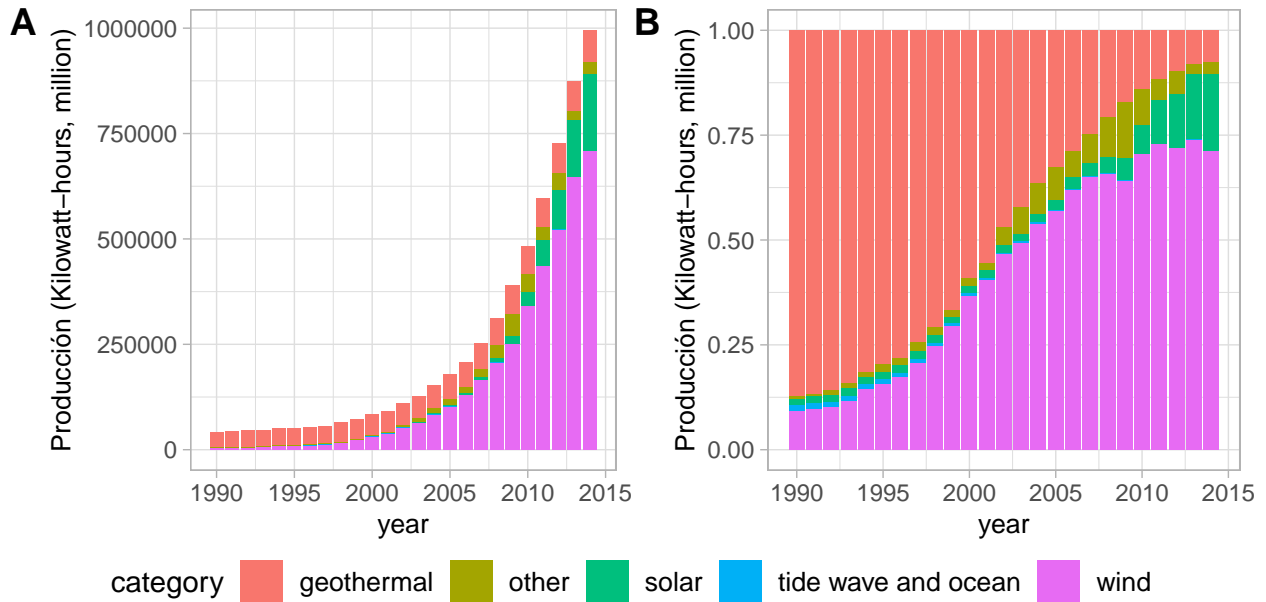 A
Producción (Kilowatt−hours, million)
1000000
750000
500000
250000
0
1990 1995 2000 2005 2010 2015
year
B
Producción (Kilowatt−hours, million)
1.00
0.75
0.50
0.25
0.00
1990 1995 2000 2005 2010 2015
year
category geothermal other solar tide wave and ocean wind